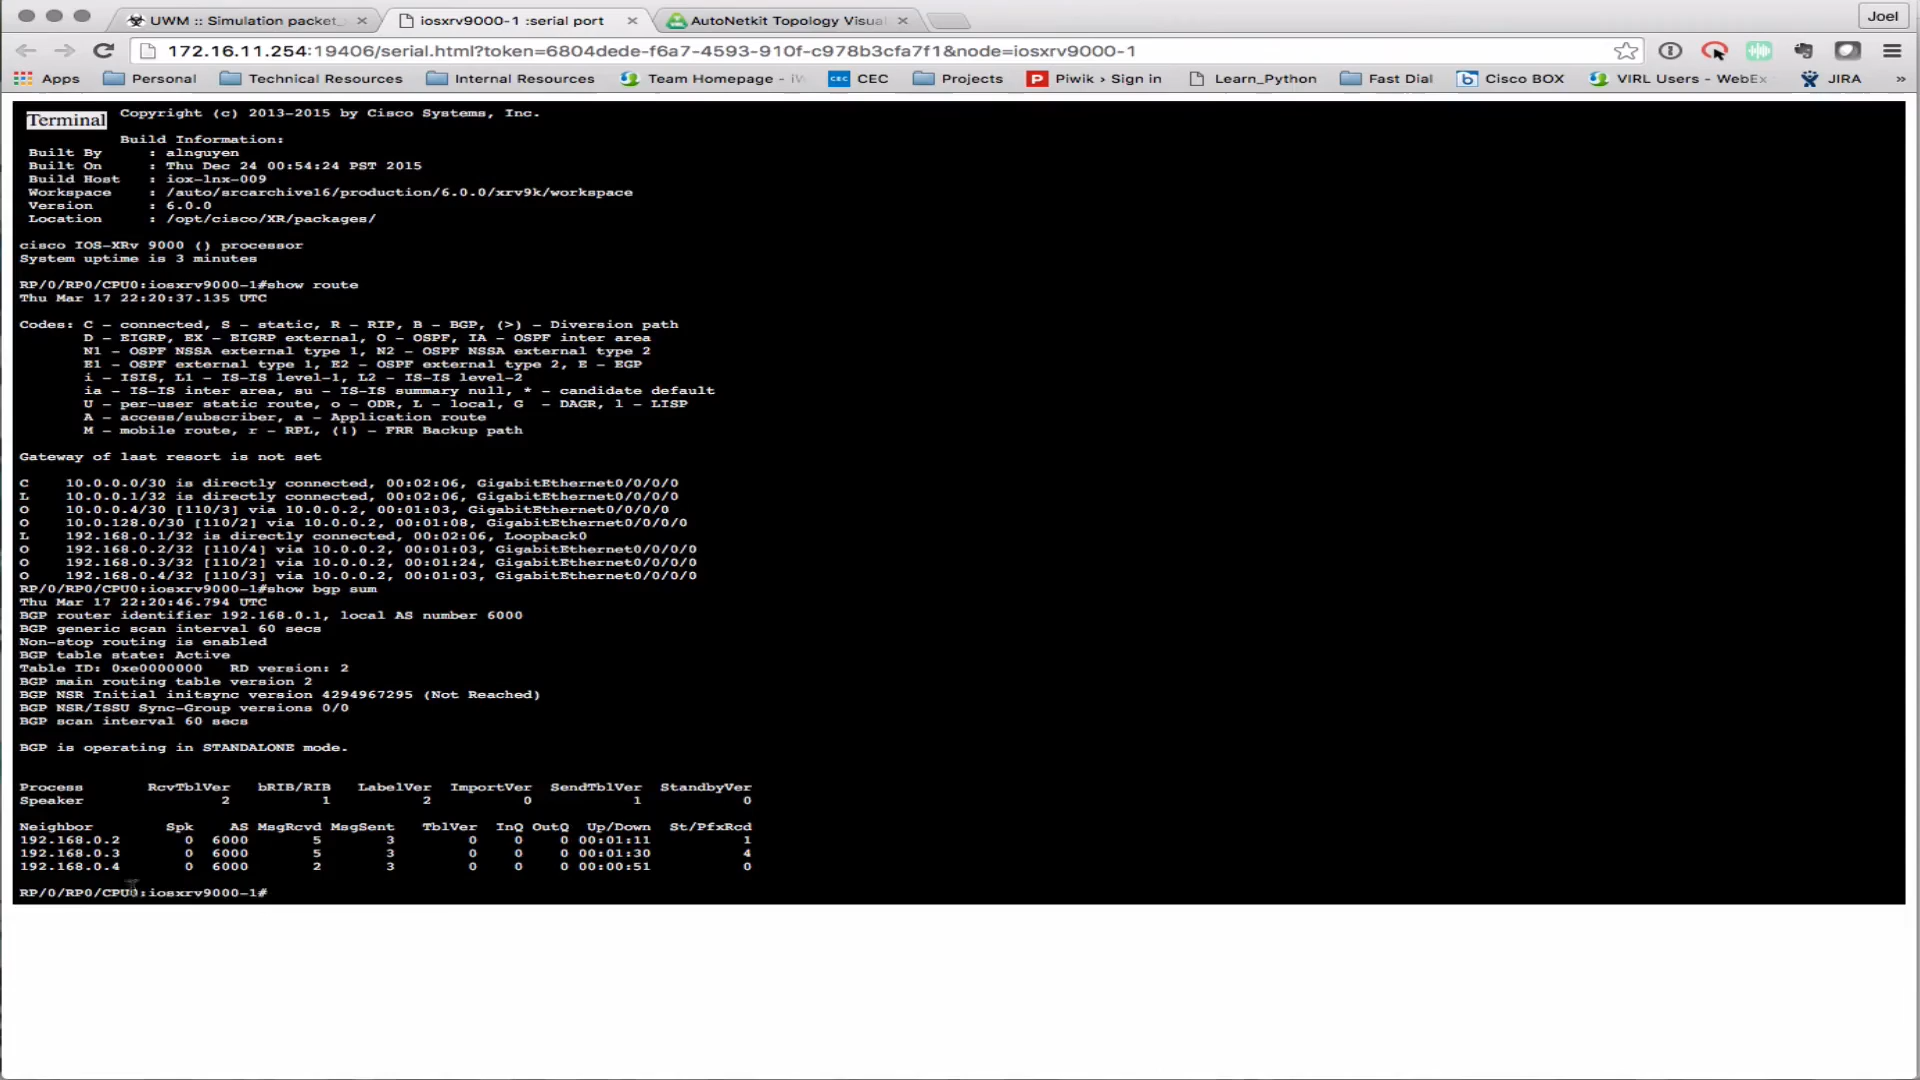 UWM :: Simulation packet_
iosxrv9000-1 :serial port
AutoNetkit Topology Visual
Joel
172.16.11.254:19406/serial.html?token=6804dede-f6a7-4593-910f-c978b3cfa7f1&node=iosxrv9000-1
Apps Personal Technical Resources Internal Resources Team Homepage - iW CEC Projects Piwik › Sign in Learn_Python Fast Dial Cisco BOX VIRL Users - WebEx JIRA »
Terminal
Copyright (c) 2013-2015 by Cisco Systems, Inc.
Build Information:
Built By : alnguyen
Built On : Thu Dec 24 00:54:24 PST 2015
Build Host : iox-lnx-009
Workspace : /auto/srcarchive16/production/6.0.0/xrv9k/workspace
Version : 6.0.0
Location : /opt/cisco/XR/packages/
cisco IOS-XRv 9000 () processor
System uptime is 3 minutes
RP/0/RP0/CPU0:iosxrv9000-1#show route
Thu Mar 17 22:20:37.135 UTC
Codes: C - connected, S - static, R - RIP, B - BGP, (>) - Diversion path
D - EIGRP, EX - EIGRP external, O - OSPF, IA - OSPF inter area
N1 - OSPF NSSA external type 1, N2 - OSPF NSSA external type 2
E1 - OSPF external type 1, E2 - OSPF external type 2, E - EGP
i - ISIS, L1 - IS-IS level-1, L2 - IS-IS level-2
ia - IS-IS inter area, su - IS-IS summary null, * - candidate default
U - per-user static route, o - ODR, L - local, G - DAGR, l - LISP
A - access/subscriber, a - Application route
M - mobile route, r - RPL, (!) - FRR Backup path
Gateway of last resort is not set
C 10.0.0.0/30 is directly connected, 00:02:06, GigabitEthernet0/0/0/0
L 10.0.0.1/32 is directly connected, 00:02:06, GigabitEthernet0/0/0/0
O 10.0.0.4/30 [110/3] via 10.0.0.2, 00:01:03, GigabitEthernet0/0/0/0
O 10.0.128.0/30 [110/2] via 10.0.0.2, 00:01:08, GigabitEthernet0/0/0/0
L 192.168.0.1/32 is directly connected, 00:02:06, Loopback0
O 192.168.0.2/32 [110/4] via 10.0.0.2, 00:01:03, GigabitEthernet0/0/0/0
O 192.168.0.3/32 [110/2] via 10.0.0.2, 00:01:24, GigabitEthernet0/0/0/0
O 192.168.0.4/32 [110/3] via 10.0.0.2, 00:01:03, GigabitEthernet0/0/0/0
RP/0/RP0/CPU0:iosxrv9000-1#show bgp sum
Thu Mar 17 22:20:46.794 UTC
BGP router identifier 192.168.0.1, local AS number 6000
BGP generic scan interval 60 secs
Non-stop routing is enabled
BGP table state: Active
Table ID: 0xe0000000 RD version: 2
BGP main routing table version 2
BGP NSR Initial initsync version 4294967295 (Not Reached)
BGP NSR/ISSU Sync-Group versions 0/0
BGP scan interval 60 secs
BGP is operating in STANDALONE mode.
Process RcvTblVer bRIB/RIB LabelVer ImportVer SendTblVer StandbyVer
Speaker 2 1 2 0 1 0
Neighbor Spk AS MsgRcvd MsgSent TblVer InQ OutQ Up/Down St/PfxRcd
192.168.0.2 0 6000 5 3 0 0 0 00:01:11 1
192.168.0.3 0 6000 5 3 0 0 0 00:01:30 4
192.168.0.4 0 6000 2 3 0 0 0 00:00:51 0
RP/0/RP0/CPU0:iosxrv9000-1#